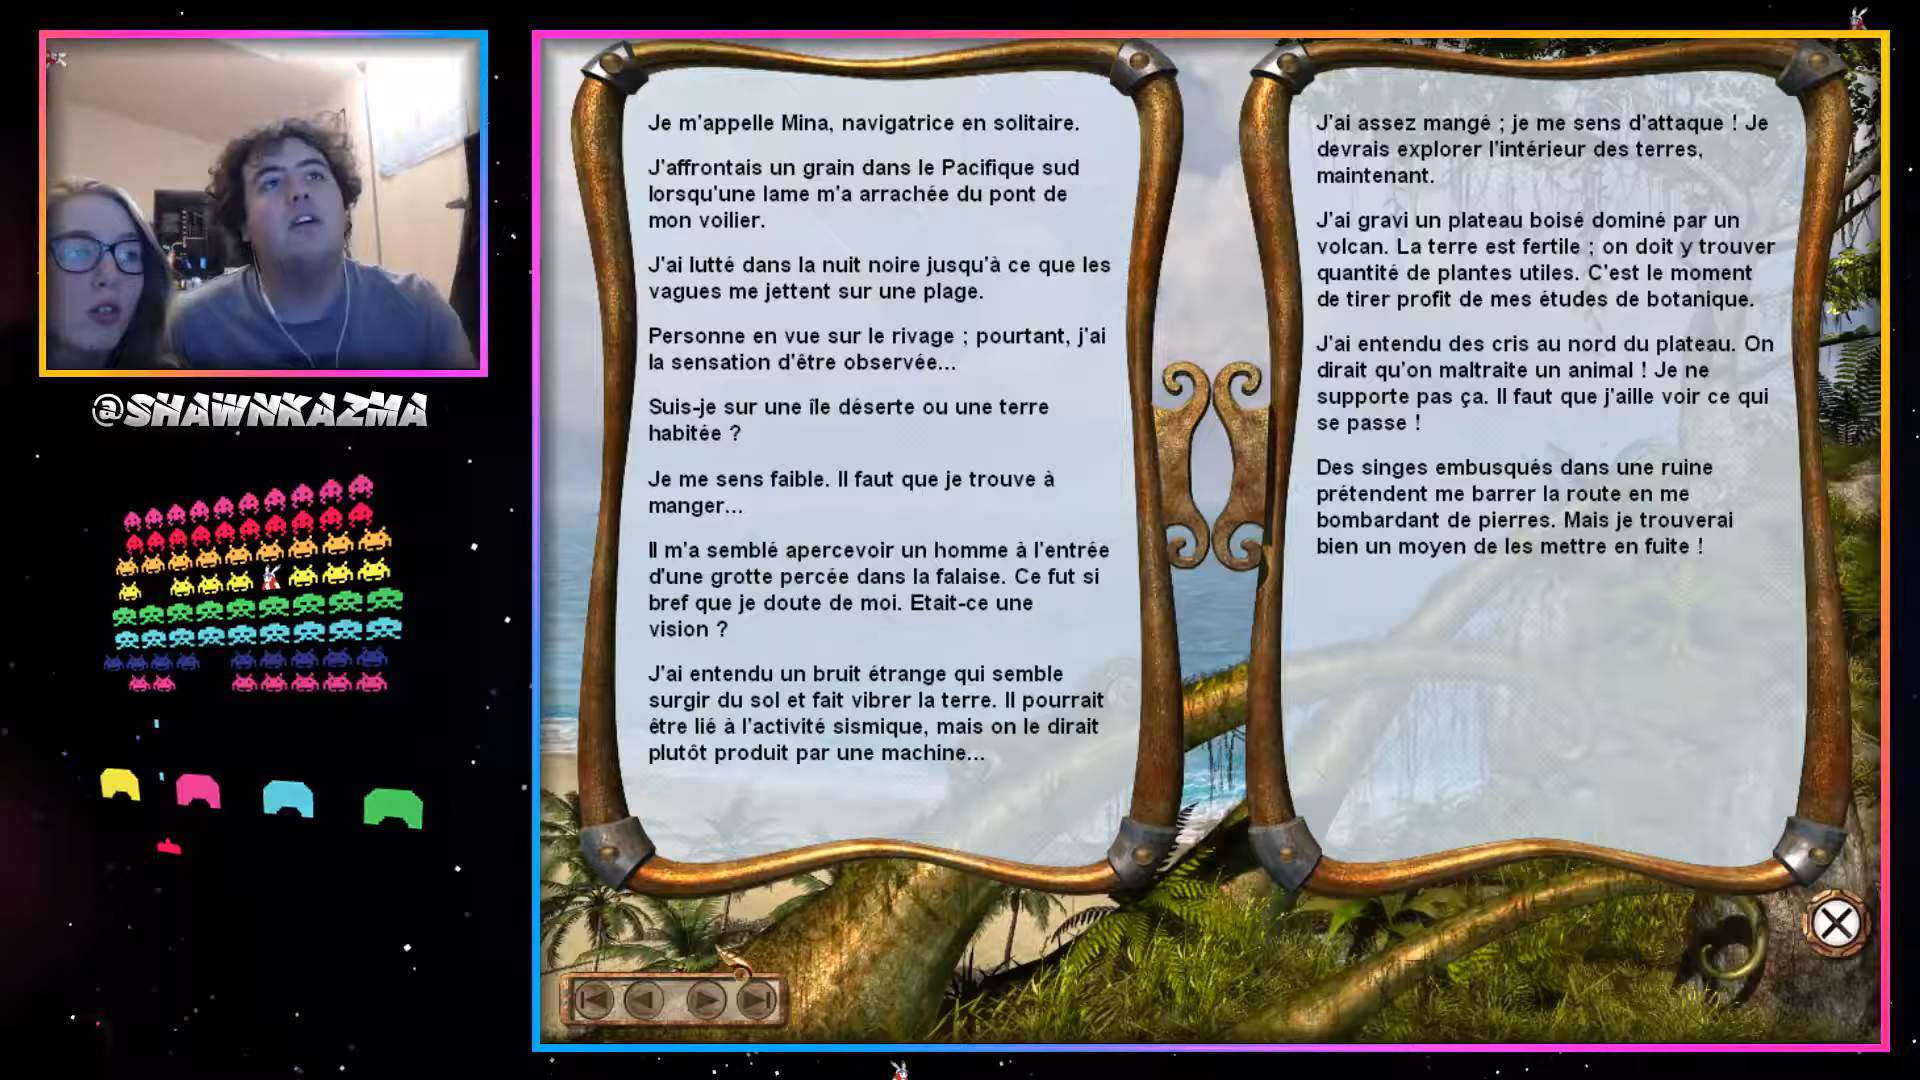 @SHAWNKAZMA
Je m'appelle Mina, navigatrice en solitaire.
J'affrontais un grain dans le Pacifique sud
lorsqu'une lame m'a arrachée du pont de
mon voilier.
J'ai lutté dans la nuit noire jusqu'à ce que les
vagues me jettent sur une plage.
Personne en vue sur le rivage ; pourtant, j'ai
la sensation d'être observée...
Suis-je sur une île déserte ou une terre
habitée ?
Je me sens faible. Il faut que je trouve à
manger...
Il m'a semblé apercevoir un homme à l'entrée
d'une grotte percée dans la falaise. Ce fut si
bref que je doute de moi. Etait-ce une
vision ?
J'ai entendu un bruit étrange qui semble
surgir du sol et fait vibrer la terre. Il pourrait
être lié à l'activité sismique, mais on le dirait
plutôt produit par une machine...
J'ai assez mangé ; je me sens d'attaque ! Je
devrais explorer l'intérieur des terres,
maintenant.
J'ai gravi un plateau boisé dominé par un
volcan. La terre est fertile ; on doit y trouver
quantité de plantes utiles. C'est le moment
de tirer profit de mes études de botanique.
J'ai entendu des cris au nord du plateau. On
dirait qu'on maltraite un animal ! Je ne
supporte pas ça. Il faut que j'aille voir ce qui
se passe !
Des singes embusqués dans une ruine
prétendent me barrer la route en me
bombardant de pierres. Mais je trouverai
bien un moyen de les mettre en fuite !